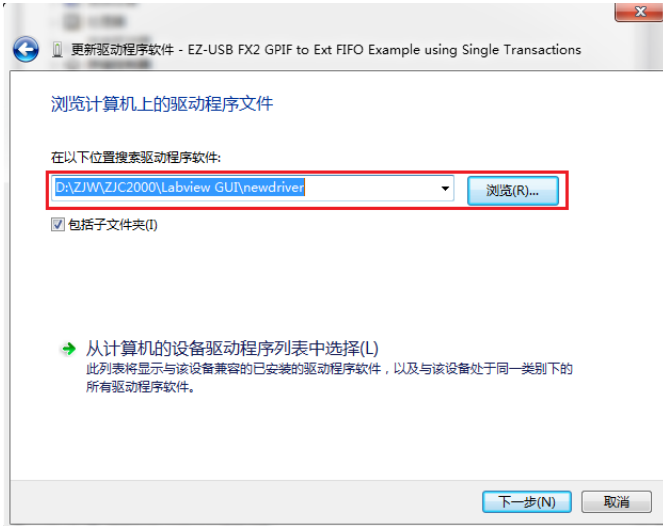 更新驱动程序软件 - EZ-USB FX2 GPIF to Ext FIFO Example using Single Transactions
浏览计算机上的驱动程序文件
在以下位置搜索驱动程序软件:
D:\ZJW\ZJC2000\Labview GUI\newdriver
浏览(R)...
包括子文件夹(I)
从计算机的设备驱动程序列表中选择(L)
此列表将显示与该设备兼容的已安装的驱动程序软件，以及与该设备处于同一类别下的
所有驱动程序软件。
下一步(N)
取消